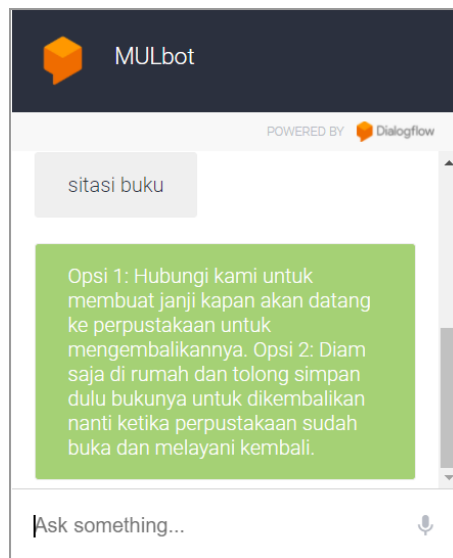 MULbot
POWERED BY Dialogflow
sitasi buku
Opsi 1: Hubungi kami untuk
membuat janji kapan akan datang
ke perpustakaan untuk
mengembalikannya. Opsi 2: Diam
saja di rumah dan tolong simpan
dulu bukunya untuk dikembalikan
nanti ketika perpustakaan sudah
buka dan melayani kembali.
Ask something...